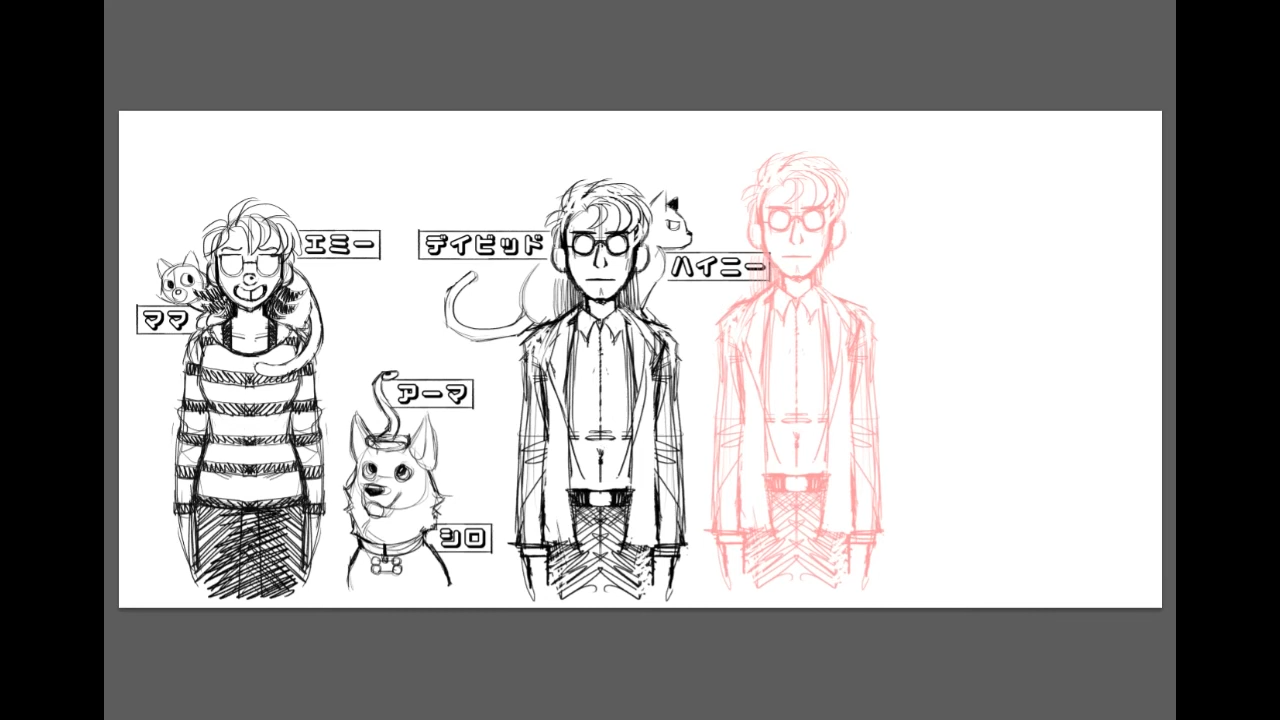 エミー
デイビッド
ハイニー
ママ
アーマ
シロ